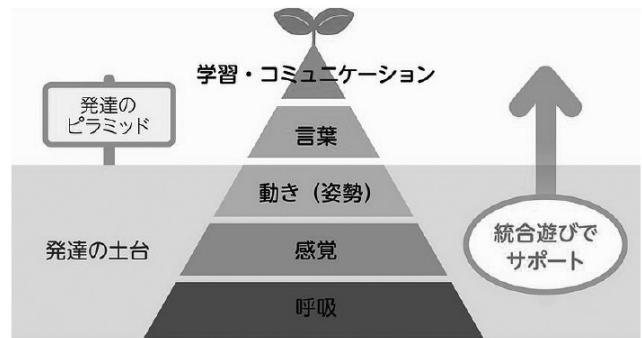 学習・コミュニケーション
発達の
ピラミッド
言葉
動き（姿勢）
発達の土台
感覚
呼吸
統合遊びで
サポート